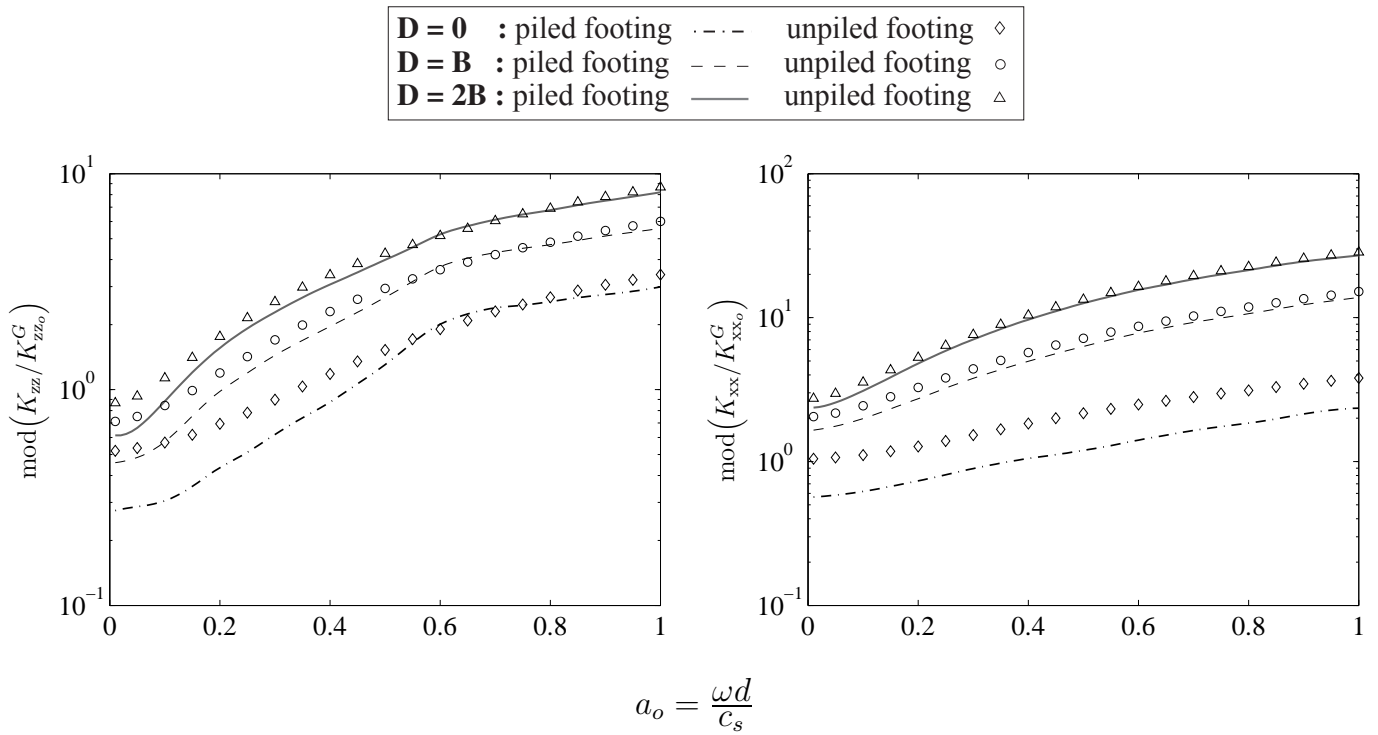 D = 0 : piled footing unpiled footing
D = B : piled footing unpiled footing
D = 2B : piled footing unpiled footing
10^1
10^0
10^-1
mod(K_zz/K^G_zz_o)
0 0.2 0.4 0.6 0.8 1
10^2
10^1
10^0
10^-1
mod(K_xx/K^G_xx_o)
0 0.2 0.4 0.6 0.8 1
a_o = ωd/c_s